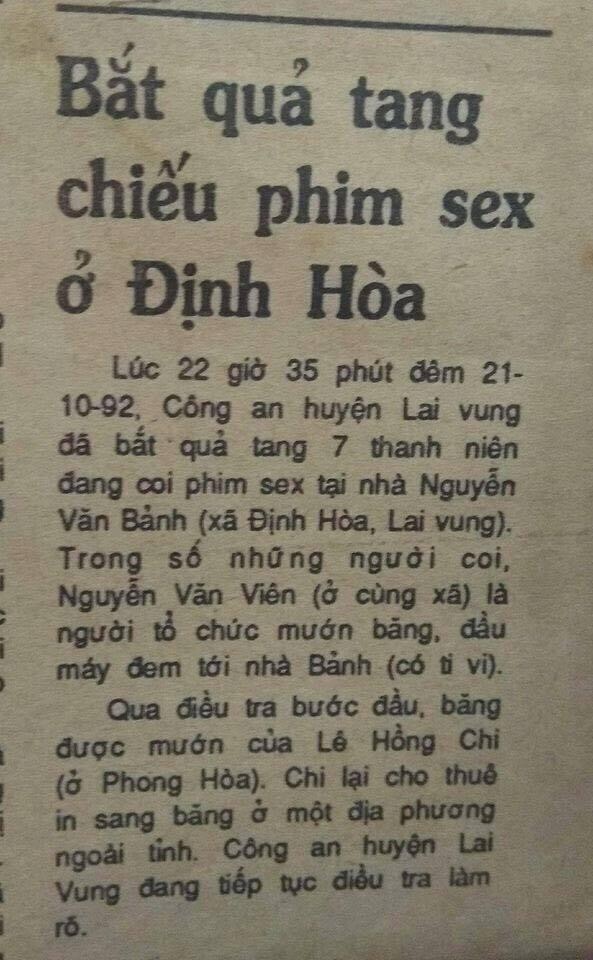 Bắt quả tang
chiếu phim sex
ở Định Hòa
Lúc 22 giờ 35 phút đêm 21-
10-92, Công an huyện Lai vung
đã bắt quả tang 7 thanh niên
đang coi phim sex tại nhà Nguyễn
Văn Bảnh (xã Định Hòa, Lai vung).
Trong số những người coi,
Nguyễn Văn Viên (ở cùng xã) là
người tổ chức mướn băng, đầu
máy đem tới nhà Bảnh (có ti vi).
Qua điều tra bước đầu, băng
được mướn của Lê Hồng Chi
(ở Phong Hòa). Chi lại cho thuê
in sang băng ở một địa phương
ngoài tỉnh. Công an huyện Lai
Vung đang tiếp tục điều tra làm
rõ.